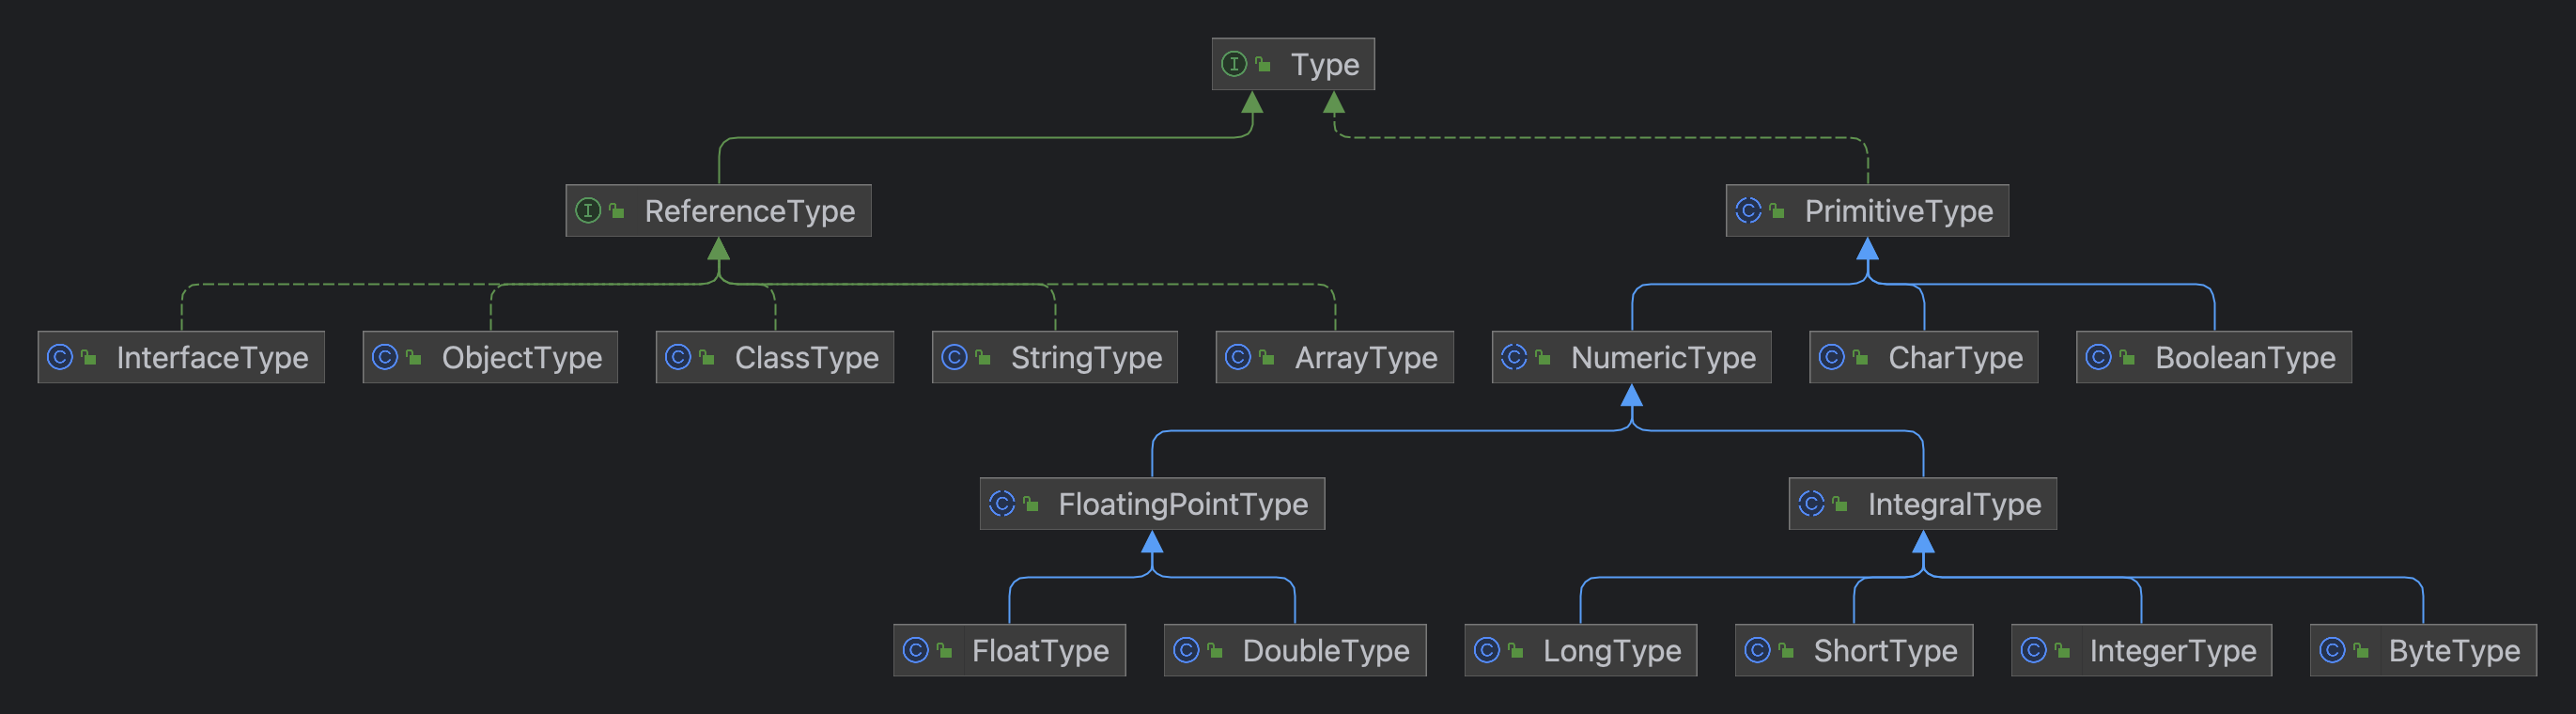 I Type
I ReferenceType
C PrimitiveType
C InterfaceType
C ObjectType
C ClassType
C StringType
C ArrayType
C NumericType
C CharType
C BooleanType
C FloatingPointType
C IntegralType
C FloatType
C DoubleType
C LongType
C ShortType
C IntegerType
C ByteType